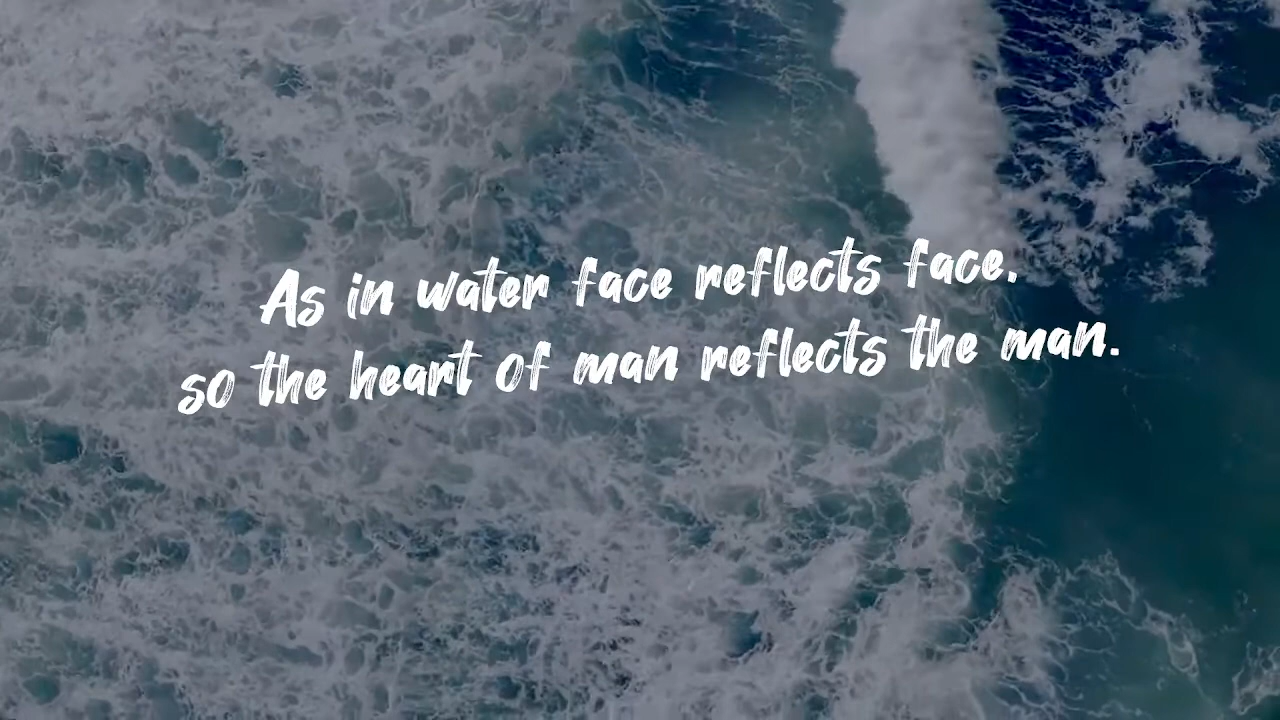 As in water face reflects face.
so the heart of man reflects the man.